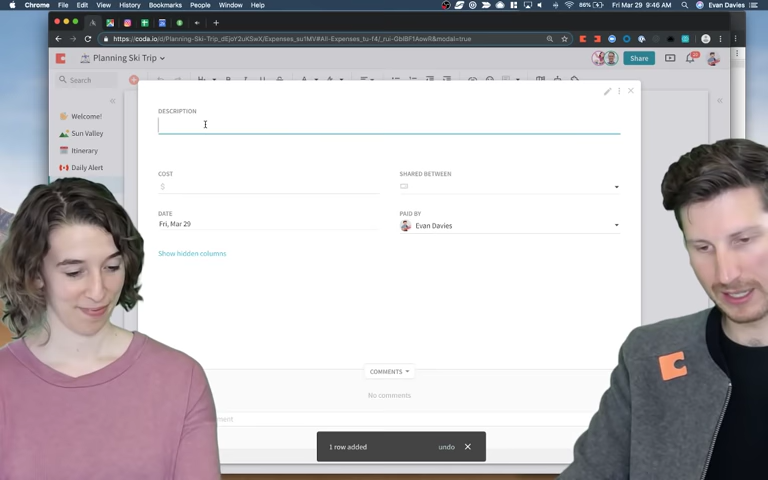 Chrome File Edit View History Bookmarks People Window Help
86%
Fri Mar 29 9:46 AM Evan Davies
Planning Ski Trip
Share
Search
Welcome!
Sun Valley
Itinerary
Daily Alert
DESCRIPTION
COST
SHARED BETWEEN
$
DATE
PAID BY
Fri, Mar 29
Evan Davies
Show hidden columns
COMMENTS
No comments
1 row added
undo